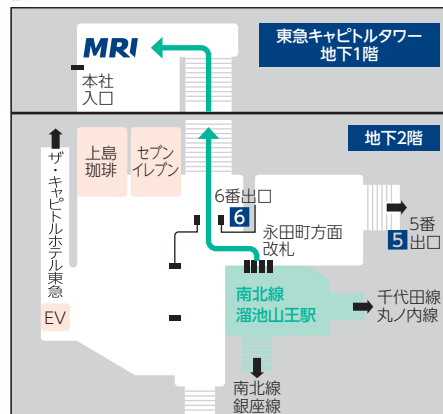 東急キャピトルタワー
地下1階
MRI
本社
入口
地下2階
ザ・キャピトルホテル東急
上島
珈琲
セブン
イレブン
6番出口
6
永田町方面
改札
5番
5 出口
EV
南北線
溜池山王駅
千代田線
丸ノ内線
南北線
銀座線